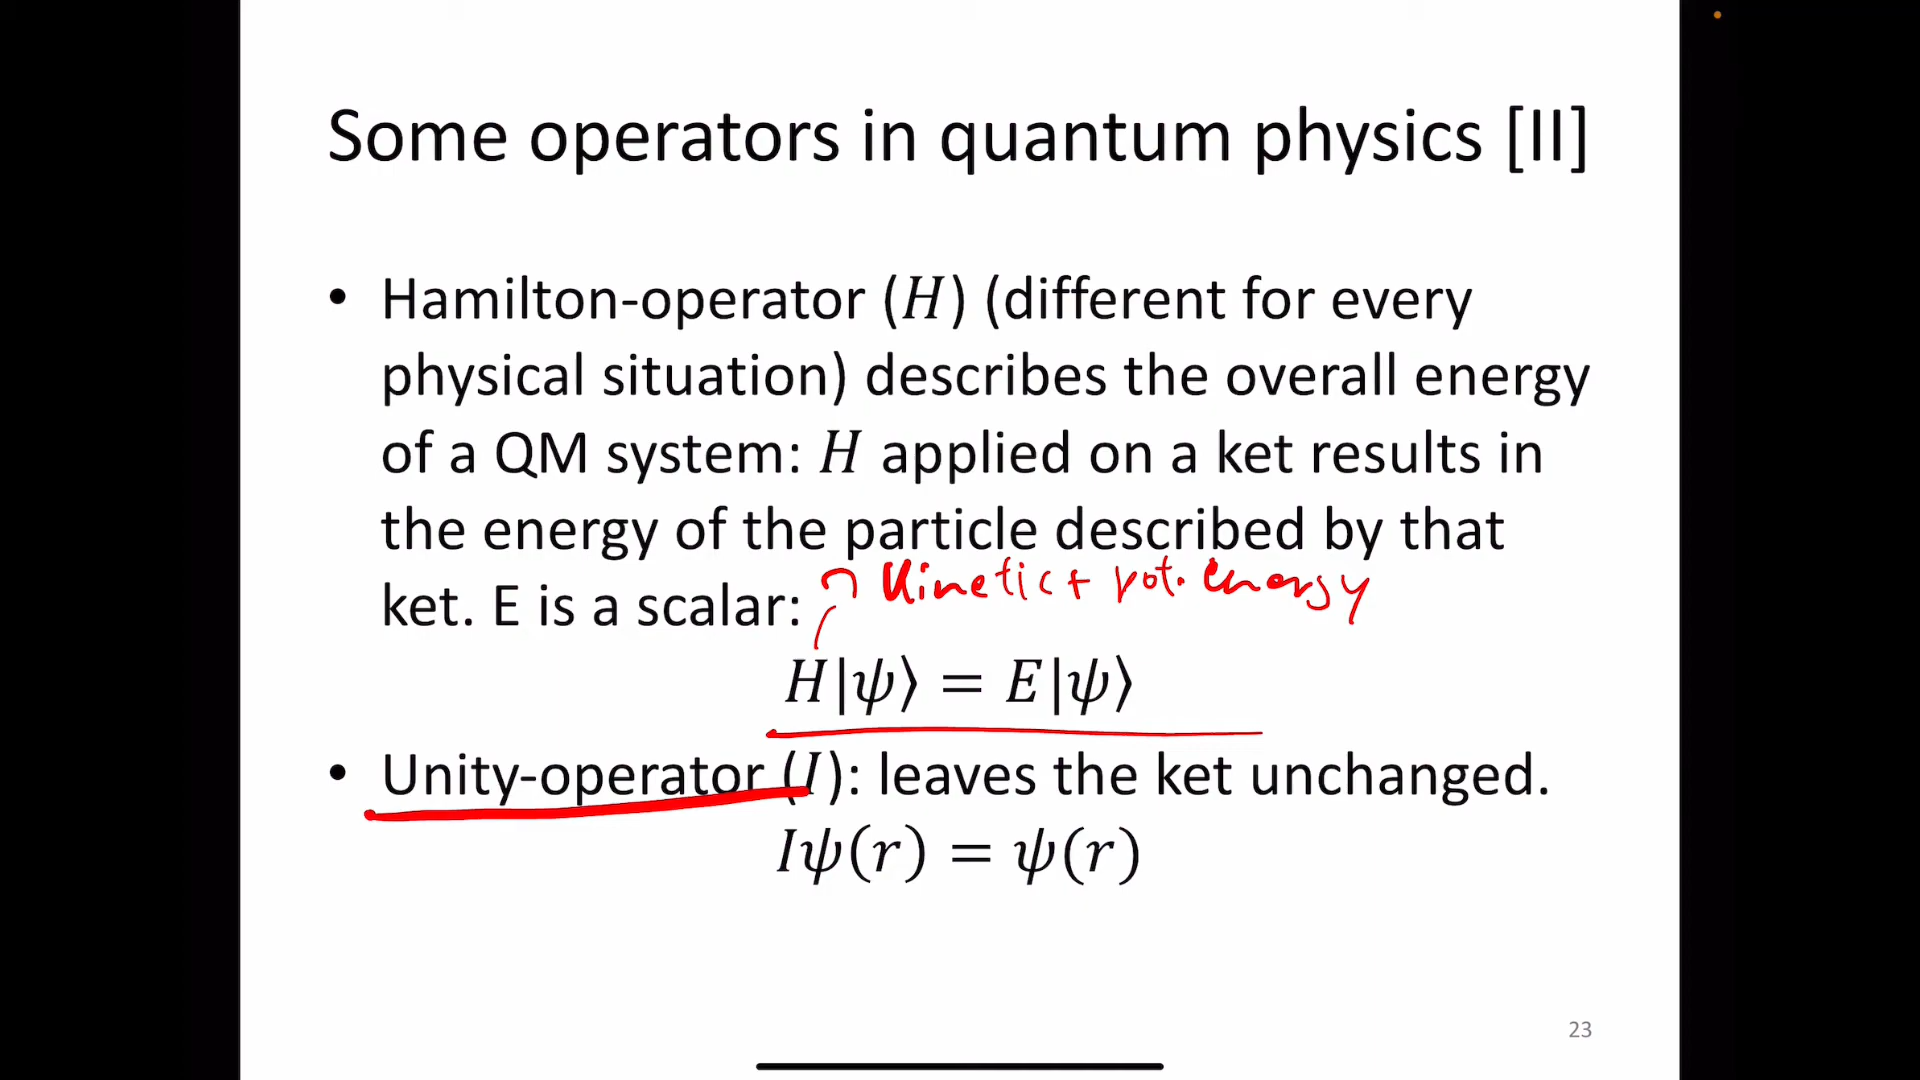 Some operators in quantum physics [II]
• Hamilton-operator (H) (different for every
physical situation) describes the overall energy
of a QM system: H applied on a ket results in
the energy of the particle described by that
ket. E is a scalar:
Kinetic + pot. energy
H|ψ⟩ = E|ψ⟩
• Unity-operator (I): leaves the ket unchanged.
Iψ(r) = ψ(r)
23